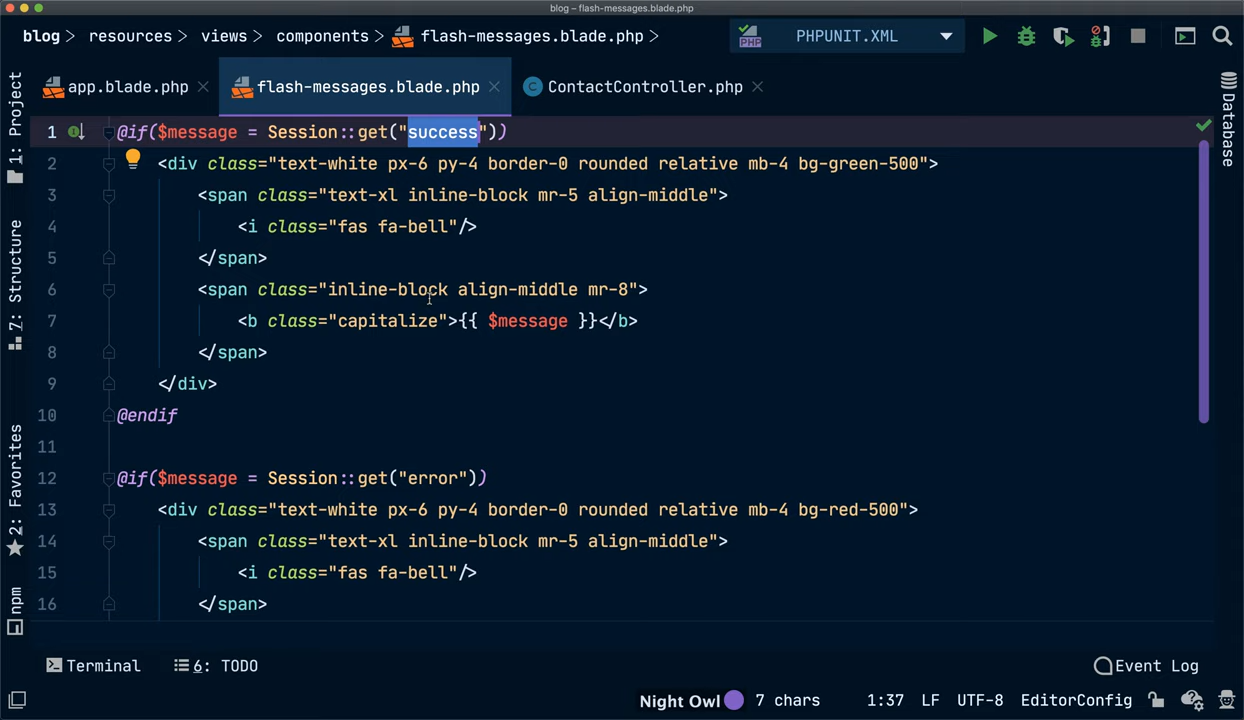 blog – flash-messages.blade.php
blog > resources > views > components > flash-messages.blade.php > PHP PHPUNIT.XML
app.blade.php × flash-messages.blade.php × C ContactController.php ×
1: Project
7: Structure
2: Favorites
npm
Database
1 @if($message = Session::get("success"))
2 <div class="text-white px-6 py-4 border-0 rounded relative mb-4 bg-green-500">
3 <span class="text-xl inline-block mr-5 align-middle">
4 <i class="fas fa-bell"/>
5 </span>
6 <span class="inline-block align-middle mr-8">
7 <b class="capitalize">{{ $message }}</b>
8 </span>
9 </div>
10 @endif
11
12 @if($message = Session::get("error"))
13 <div class="text-white px-6 py-4 border-0 rounded relative mb-4 bg-red-500">
14 <span class="text-xl inline-block mr-5 align-middle">
15 <i class="fas fa-bell"/>
16 </span>
Terminal 6: TODO Event Log
Night Owl 7 chars 1:37 LF UTF-8 EditorConfig